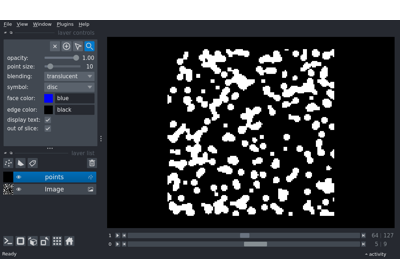 File View Window Plugins Help
layer controls
opacity: 1.00
point size: 10
blending: translucent
symbol: disc
face color: blue
edge color: black
display text:
out of slice:
layer list
points
Image
1 64 127
0 5 9
activity